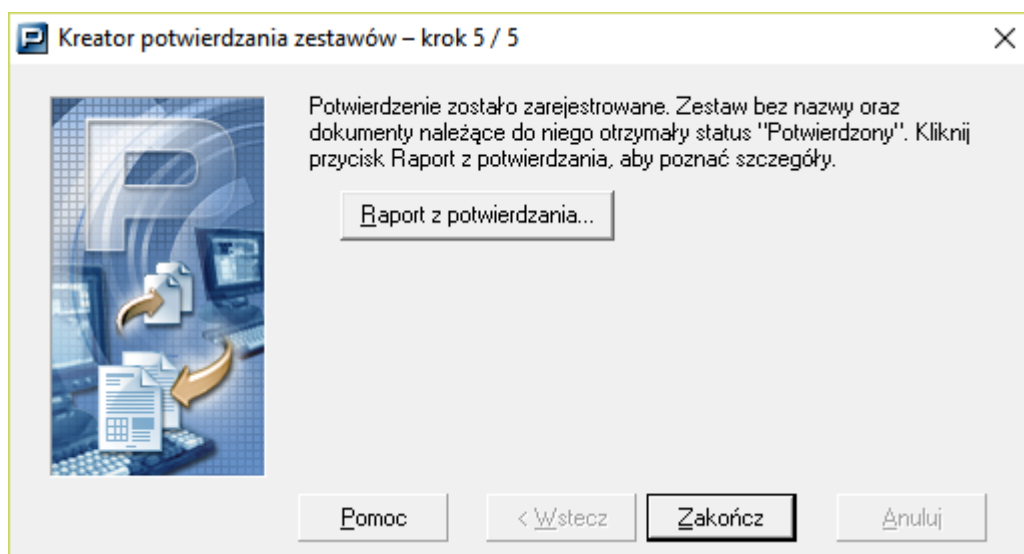 Kreator potwierdzania zestawów – krok 5 / 5
Potwierdzenie zostało zarejestrowane. Zestaw bez nazwy oraz
dokumenty należące do niego otrzymały status "Potwierdzony". Kliknij
przycisk Raport z potwierdzania, aby poznać szczegóły.
Raport z potwierdzania...
Pomoc
< Wstecz
Zakończ
Anuluj